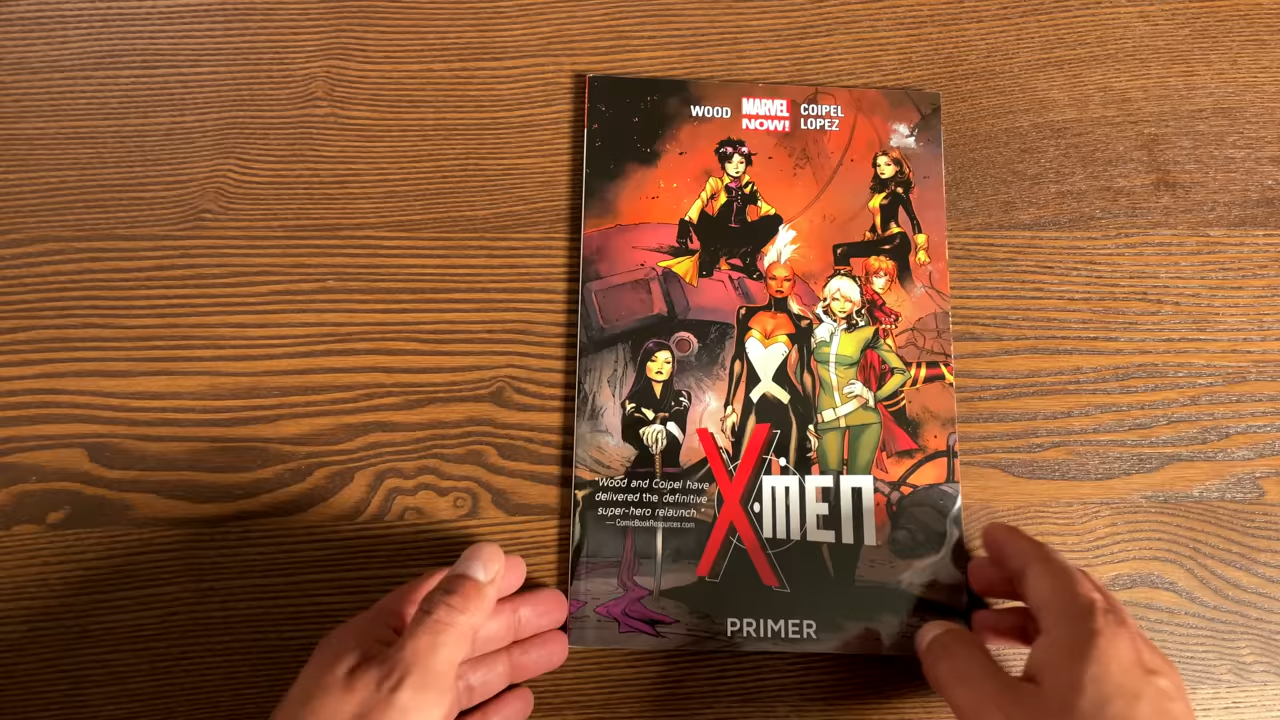 WOOD
MARVEL
NOW!
COIPEL
LOPEZ
"Wood and Coipel have
delivered the definitive
super-hero relaunch."
— ComicBookResources.com
X-MEN
PRIMER